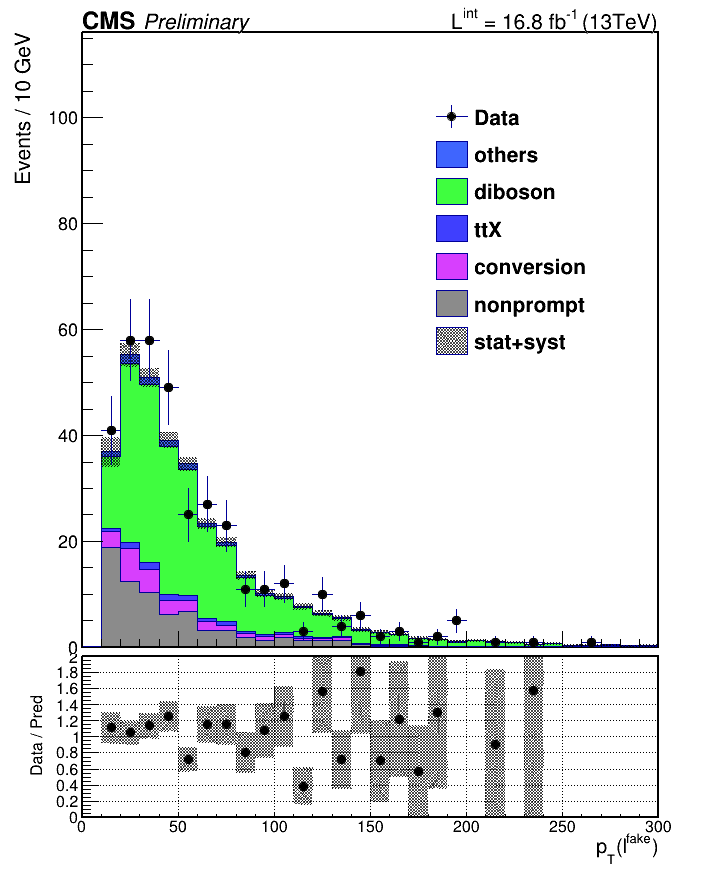 CMS Preliminary L^int = 16.8 fb^-1 (13TeV)
Events / 10 GeV
100
80
60
40
20
0
Data
others
diboson
ttX
conversion
nonprompt
stat+syst
Data / Pred
2
1.8
1.6
1.4
1.2
1
0.8
0.6
0.4
0.2
0
0 50 100 150 200 250 300
p_T(l^fake)